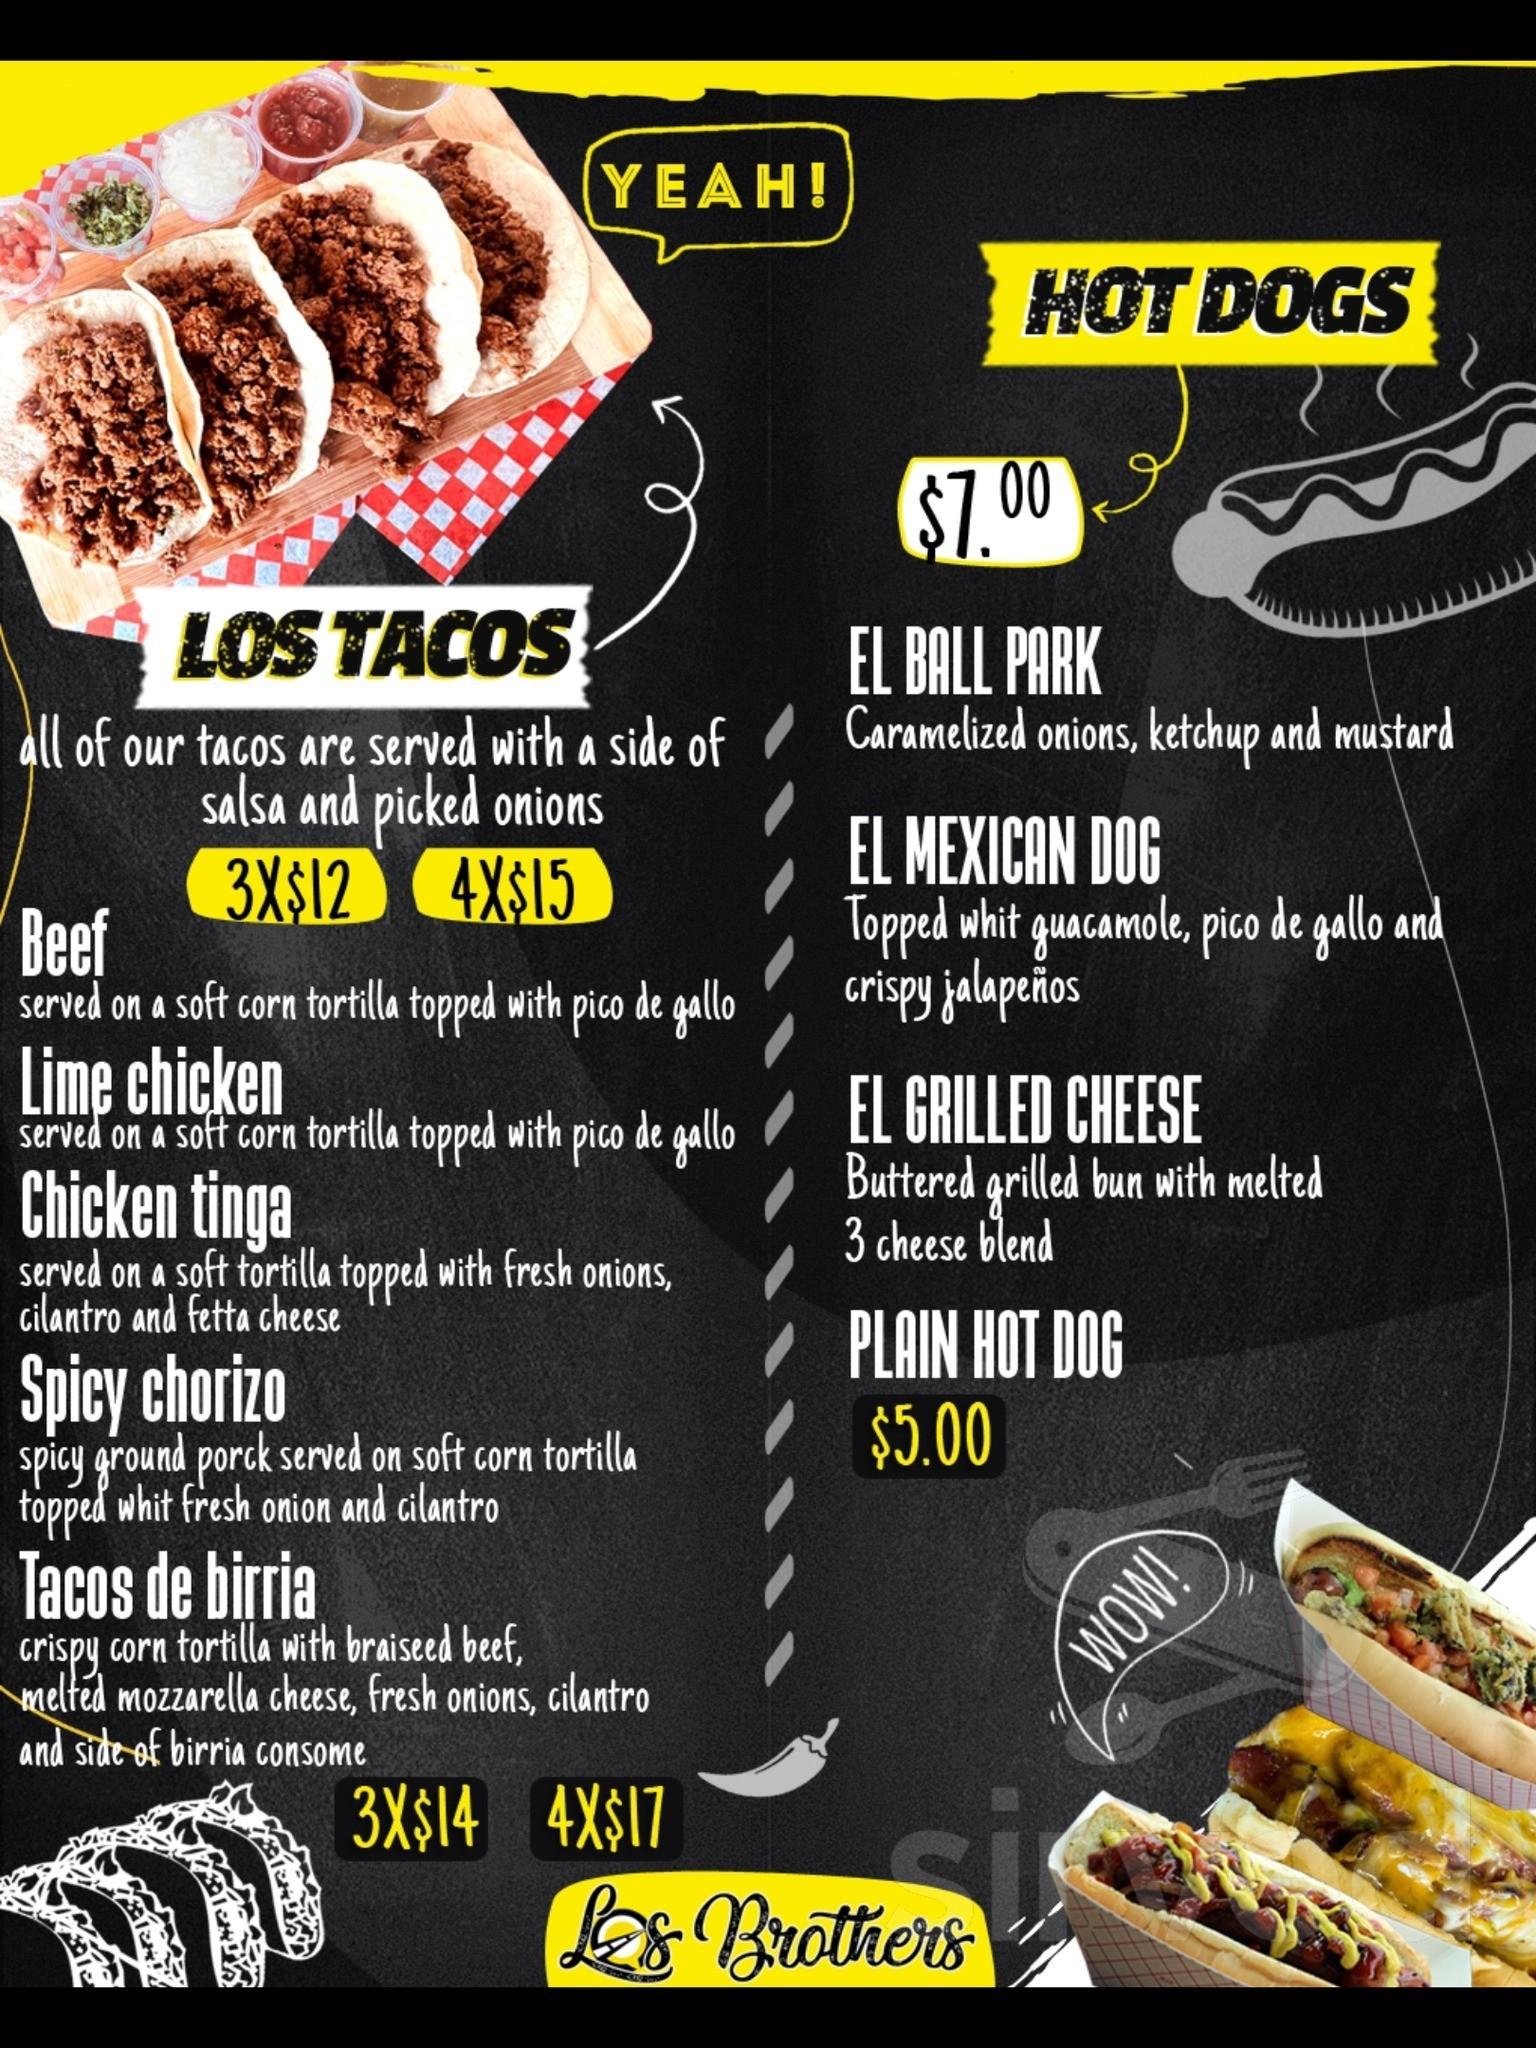 YEAH!
LOS TACOS
all of our tacos are served with a side of
salsa and picked onions
3X$12 4X$15
Beef
served on a soft corn tortilla topped with pico de gallo
Lime chicken
served on a soft corn tortilla topped with pico de gallo
Chicken tinga
served on a soft tortilla topped with fresh onions,
cilantro and fetta cheese
Spicy chorizo
spicy ground porck served on soft corn tortilla
topped whit fresh onion and cilantro
Tacos de birria
crispy corn tortilla with braiseed beef,
melted mozzarella cheese, fresh onions, cilantro
and side of birria consome
3X$14 4X$17
HOT DOGS
$7.00
EL BALL PARK
Caramelized onions, ketchup and mustard
EL MEXICAN DOG
Topped whit guacamole, pico de gallo and
crispy jalapeños
EL GRILLED CHEESE
Buttered grilled bun with melted
3 cheese blend
PLAIN HOT DOG
$5.00
WOW!
Los Brothers